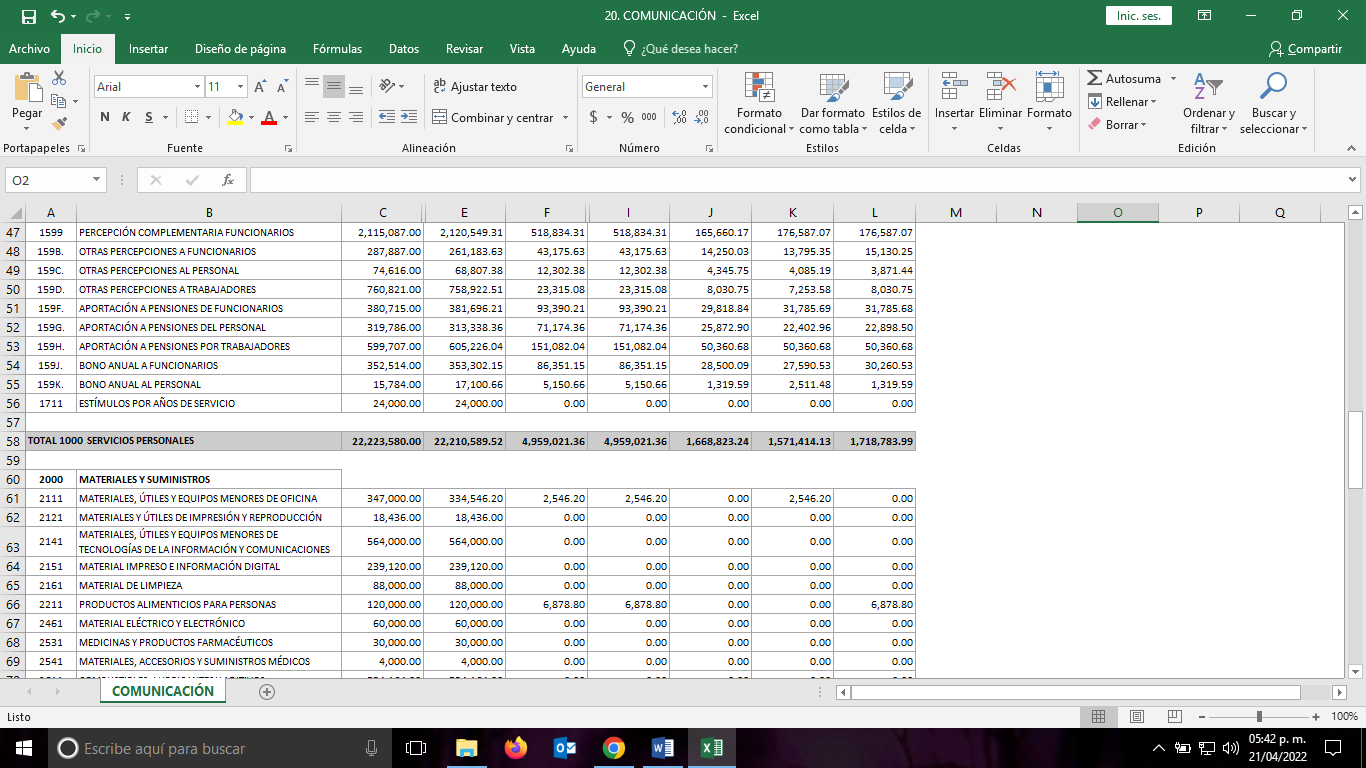 20. COMUNICACIÓN - Excel
Inic. ses.
Archivo Inicio Insertar Diseño de página Fórmulas Datos Revisar Vista Ayuda ¿Qué desea hacer? Compartir
Pegar
Portapapeles
Arial 11
N K S
Fuente
Ajustar texto
Combinar y centrar
Alineación
General
$ % 000
Número
Formato condicional
Dar formato como tabla
Estilos de celda
Estilos
Insertar Eliminar Formato
Celdas
Autosuma
Rellenar
Borrar
Ordenar y filtrar
Buscar y seleccionar
Edición
O2 fx
A B C E F I J K L M N O P Q
47 1599 PERCEPCIÓN COMPLEMENTARIA FUNCIONARIOS 2,115,087.00 2,120,549.31 518,834.31 518,834.31 165,660.17 176,587.07 176,587.07
48 159B. OTRAS PERCEPCIONES A FUNCIONARIOS 287,887.00 261,183.63 43,175.63 43,175.63 14,250.03 13,795.35 15,130.25
49 159C. OTRAS PERCEPCIONES AL PERSONAL 74,616.00 68,807.38 12,302.38 12,302.38 4,345.75 4,085.19 3,871.44
50 159D. OTRAS PERCEPCIONES A TRABAJADORES 760,821.00 758,922.51 23,315.08 23,315.08 8,030.75 7,253.58 8,030.75
51 159F. APORTACIÓN A PENSIONES DE FUNCIONARIOS 380,715.00 381,696.21 93,390.21 93,390.21 29,818.84 31,785.69 31,785.68
52 159G. APORTACIÓN A PENSIONES DEL PERSONAL 319,786.00 313,338.36 71,174.36 71,174.36 25,872.90 22,402.96 22,898.50
53 159H. APORTACIÓN A PENSIONES POR TRABAJADORES 599,707.00 605,226.04 151,082.04 151,082.04 50,360.68 50,360.68 50,360.68
54 159J. BONO ANUAL A FUNCIONARIOS 352,514.00 353,302.15 86,351.15 86,351.15 28,500.09 27,590.53 30,260.53
55 159K. BONO ANUAL AL PERSONAL 15,784.00 17,100.66 5,150.66 5,150.66 1,319.59 2,511.48 1,319.59
56 1711 ESTÍMULOS POR AÑOS DE SERVICIO 24,000.00 24,000.00 0.00 0.00 0.00 0.00 0.00
57
58 TOTAL 1000 SERVICIOS PERSONALES 22,223,580.00 22,210,589.52 4,959,021.36 4,959,021.36 1,668,823.24 1,571,414.13 1,718,783.99
59
60 2000 MATERIALES Y SUMINISTROS
61 2111 MATERIALES, ÚTILES Y EQUIPOS MENORES DE OFICINA 347,000.00 334,546.20 2,546.20 2,546.20 0.00 2,546.20 0.00
62 2121 MATERIALES Y ÚTILES DE IMPRESIÓN Y REPRODUCCIÓN 18,436.00 18,436.00 0.00 0.00 0.00 0.00 0.00
63 2141 MATERIALES, ÚTILES Y EQUIPOS MENORES DE
TECNOLOGÍAS DE LA INFORMACIÓN Y COMUNICACIONES 564,000.00 564,000.00 0.00 0.00 0.00 0.00 0.00
64 2151 MATERIAL IMPRESO E INFORMACIÓN DIGITAL 239,120.00 239,120.00 0.00 0.00 0.00 0.00 0.00
65 2161 MATERIAL DE LIMPIEZA 88,000.00 88,000.00 0.00 0.00 0.00 0.00 0.00
66 2211 PRODUCTOS ALIMENTICIOS PARA PERSONAS 120,000.00 120,000.00 6,878.80 6,878.80 0.00 0.00 6,878.80
67 2461 MATERIAL ELÉCTRICO Y ELECTRÓNICO 60,000.00 60,000.00 0.00 0.00 0.00 0.00 0.00
68 2531 MEDICINAS Y PRODUCTOS FARMACÉUTICOS 30,000.00 30,000.00 0.00 0.00 0.00 0.00 0.00
69 2541 MATERIALES, ACCESORIOS Y SUMINISTROS MÉDICOS 4,000.00 4,000.00 0.00 0.00 0.00 0.00 0.00
COMUNICACIÓN
Listo 100%
Escribe aquí para buscar
05:42 p. m.
21/04/2022